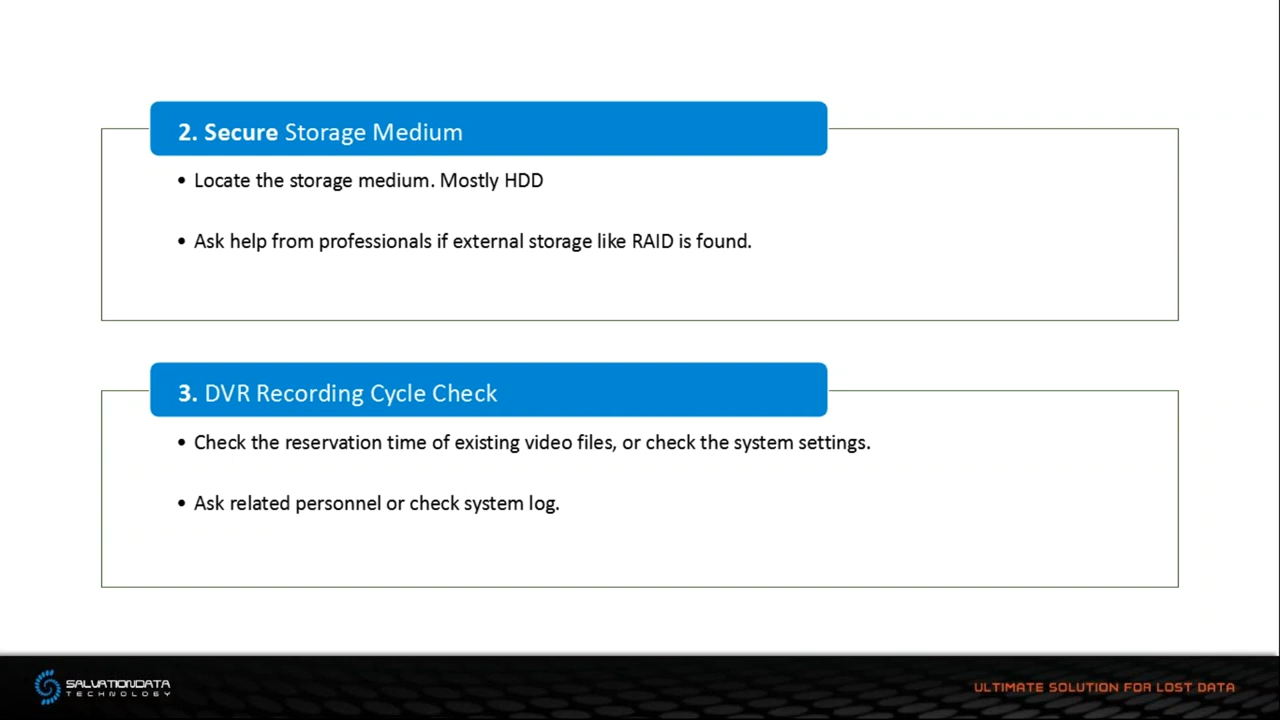 2. Secure Storage Medium
• Locate the storage medium. Mostly HDD
• Ask help from professionals if external storage like RAID is found.
3. DVR Recording Cycle Check
• Check the reservation time of existing video files, or check the system settings.
• Ask related personnel or check system log.
SALVATIONDATA
TECHNOLOGY
ULTIMATE SOLUTION FOR LOST DATA